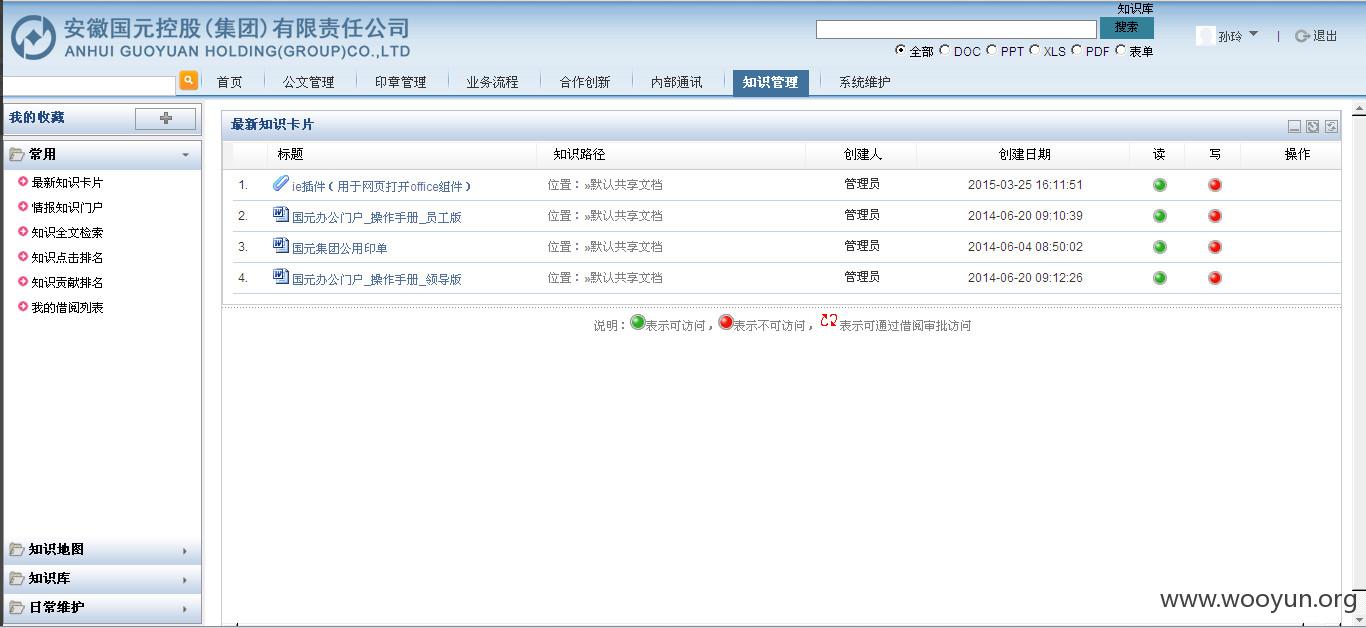 知识库
安徽国元控股(集团)有限责任公司
ANHUI GUOYUAN HOLDING(GROUP)CO.,LTD
搜索
孙玲 | 退出
全部 DOC PPT XLS PDF 表单
首页 公文管理 印章管理 业务流程 合作创新 内部通讯 知识管理 系统维护
我的收藏
常用
最新知识卡片
情报知识门户
知识全文检索
知识点击排名
知识贡献排名
我的借阅列表
知识地图
知识库
日常维护
最新知识卡片
标题 知识路径 创建人 创建日期 读 写 操作
1. ie插件(用于网页打开office组件) 位置:»默认共享文档 管理员 2015-03-25 16:11:51
2. 国元办公门户_操作手册_员工版 位置:»默认共享文档 管理员 2014-06-20 09:10:39
3. 国元集团公用印单 位置:»默认共享文档 管理员 2014-06-04 08:50:02
4. 国元办公门户_操作手册_领导版 位置:»默认共享文档 管理员 2014-06-20 09:12:26
说明:表示可访问,表示不可访问,表示可通过借阅审批访问
www.wooyun.org